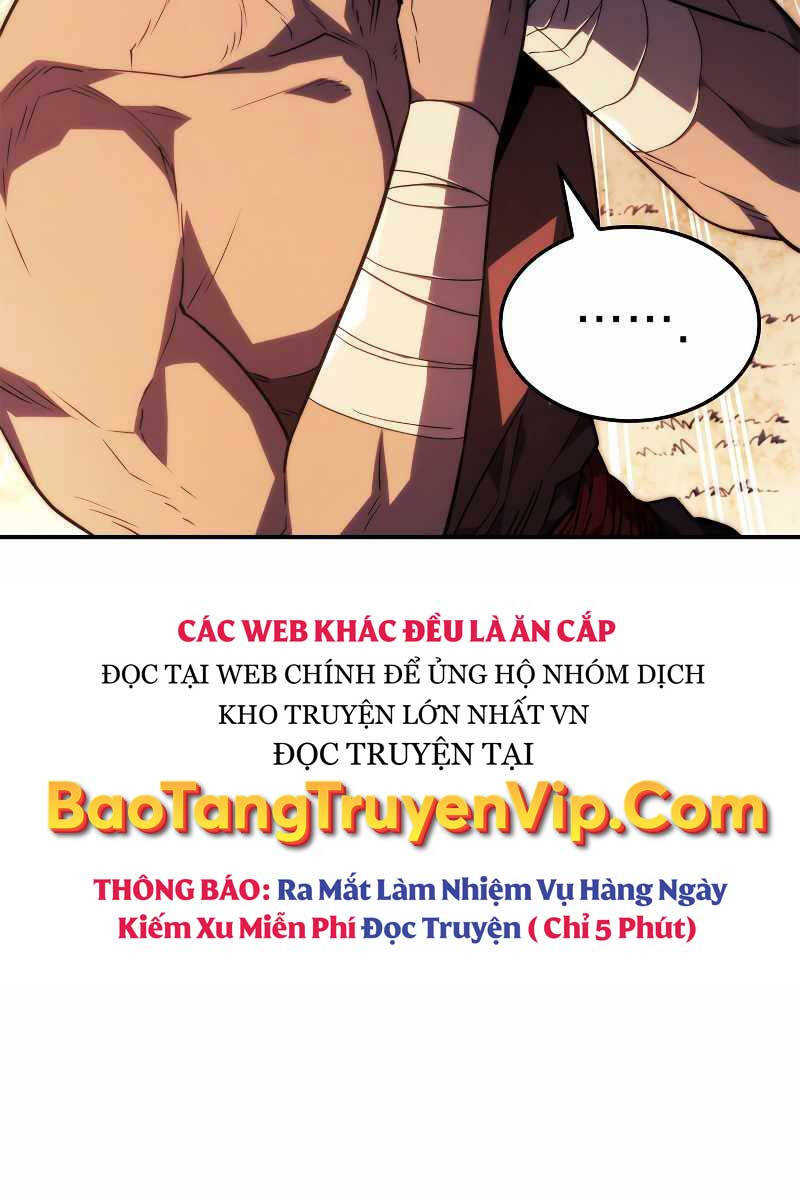 .......
CÁC WEB KHÁC ĐỀU LÀ ĂN CẮP
ĐỌC TẠI WEB CHÍNH ĐỂ ỦNG HỘ NHÓM DỊCH
KHO TRUYỆN LỚN NHẤT VN
ĐỌC TRUYỆN TẠI
BaoTangTruyenVip.Com
THÔNG BÁO: Ra Mắt Làm Nhiệm Vụ Hàng Ngày
Kiếm Xu Miễn Phí Đọc Truyện ( Chỉ 5 Phút)